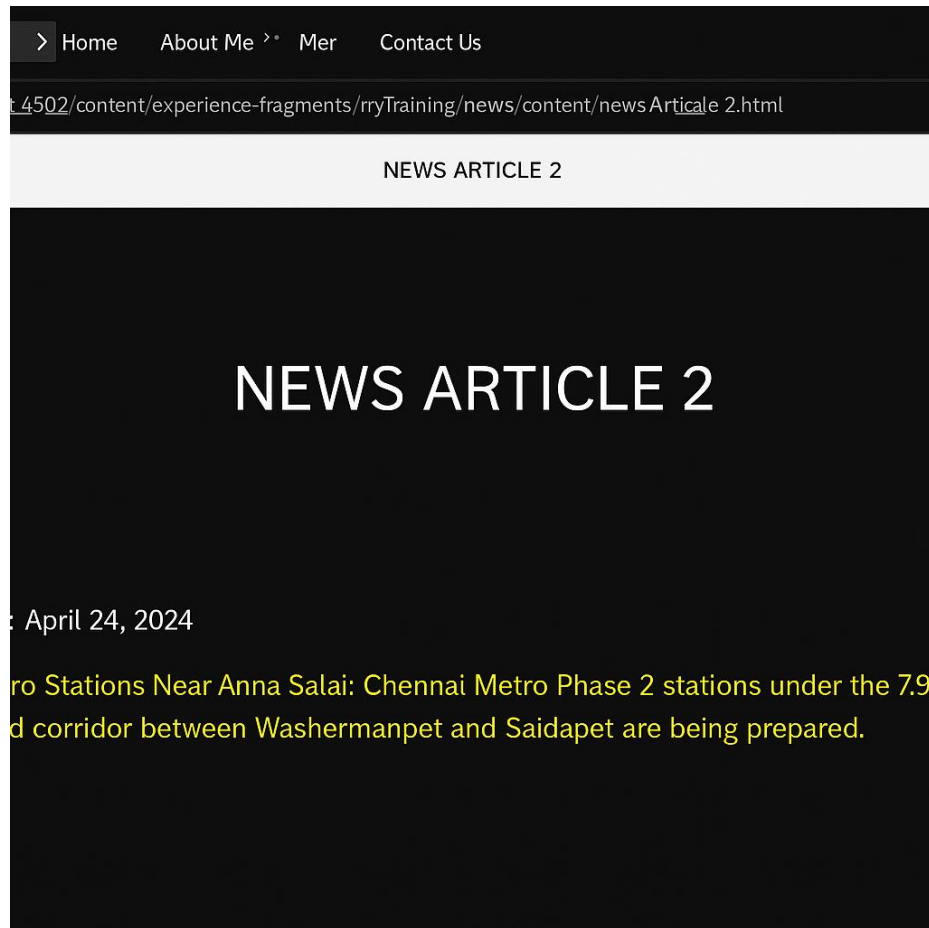 Home About Me Mer Contact Us
t 4502/content/experience-fragments/rryTraining/news/content/news Articale 2.html
NEWS ARTICLE 2
NEWS ARTICLE 2
: April 24, 2024
ro Stations Near Anna Salai: Chennai Metro Phase 2 stations under the 7.9
d corridor between Washermanpet and Saidapet are being prepared.